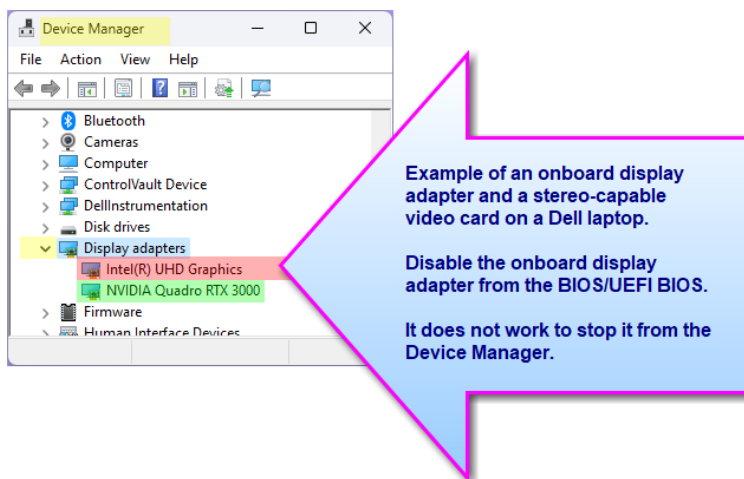 Device Manager
File Action View Help
Bluetooth
Cameras
Computer
ControlVault Device
DellInstrumentation
Disk drives
Display adapters
Intel(R) UHD Graphics
NVIDIA Quadro RTX 3000
Firmware
Human Interface Devices
Example of an onboard display
adapter and a stereo-capable
video card on a Dell laptop.
Disable the onboard display
adapter from the BIOS/UEFI BIOS.
It does not work to stop it from the
Device Manager.